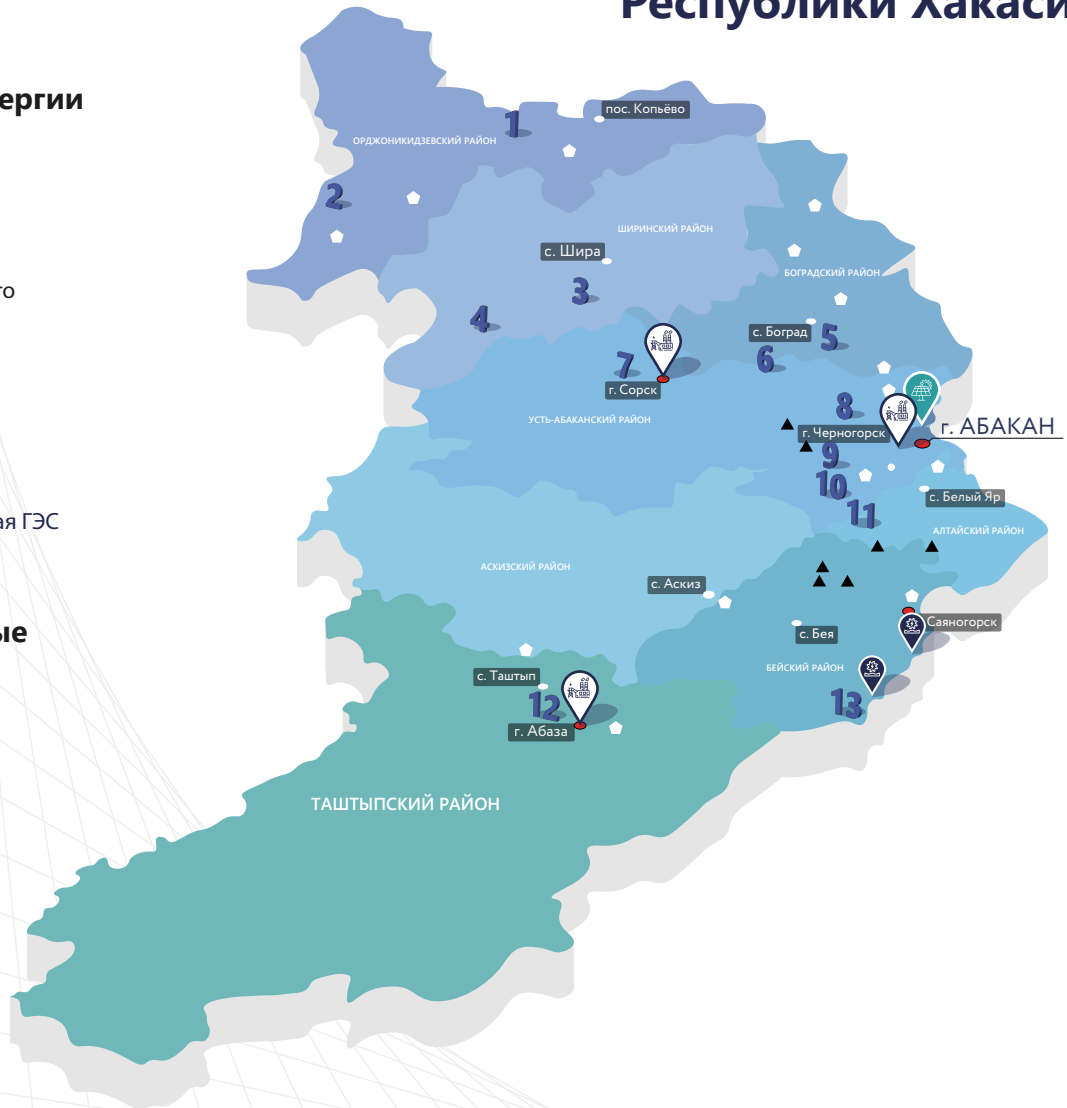 Республики Хакаси
ергии
пос. Копьёво
1
ОРДЖОНИКИДЗЕВСКИЙ РАЙОН
2
ШИРИНСКИЙ РАЙОН
с. Шира
БОГРАДСКИЙ РАЙОН
3
го
4
с. Боград
5
6
7
г. Сорск
8
УСТЬ-АБАКАНСКИЙ РАЙОН
г. АБАКАН
г. Черногорск
9
10
с. Белый Яр
11
ая ГЭС
АЛТАЙСКИЙ РАЙОН
АСКИЗСКИЙ РАЙОН
с. Аскиз
Саяногорск
ые
с. Бея
БЕЙСКИЙ РАЙОН
с. Таштып
12
13
г. Абаза
ТАШТЫПСКИЙ РАЙОН